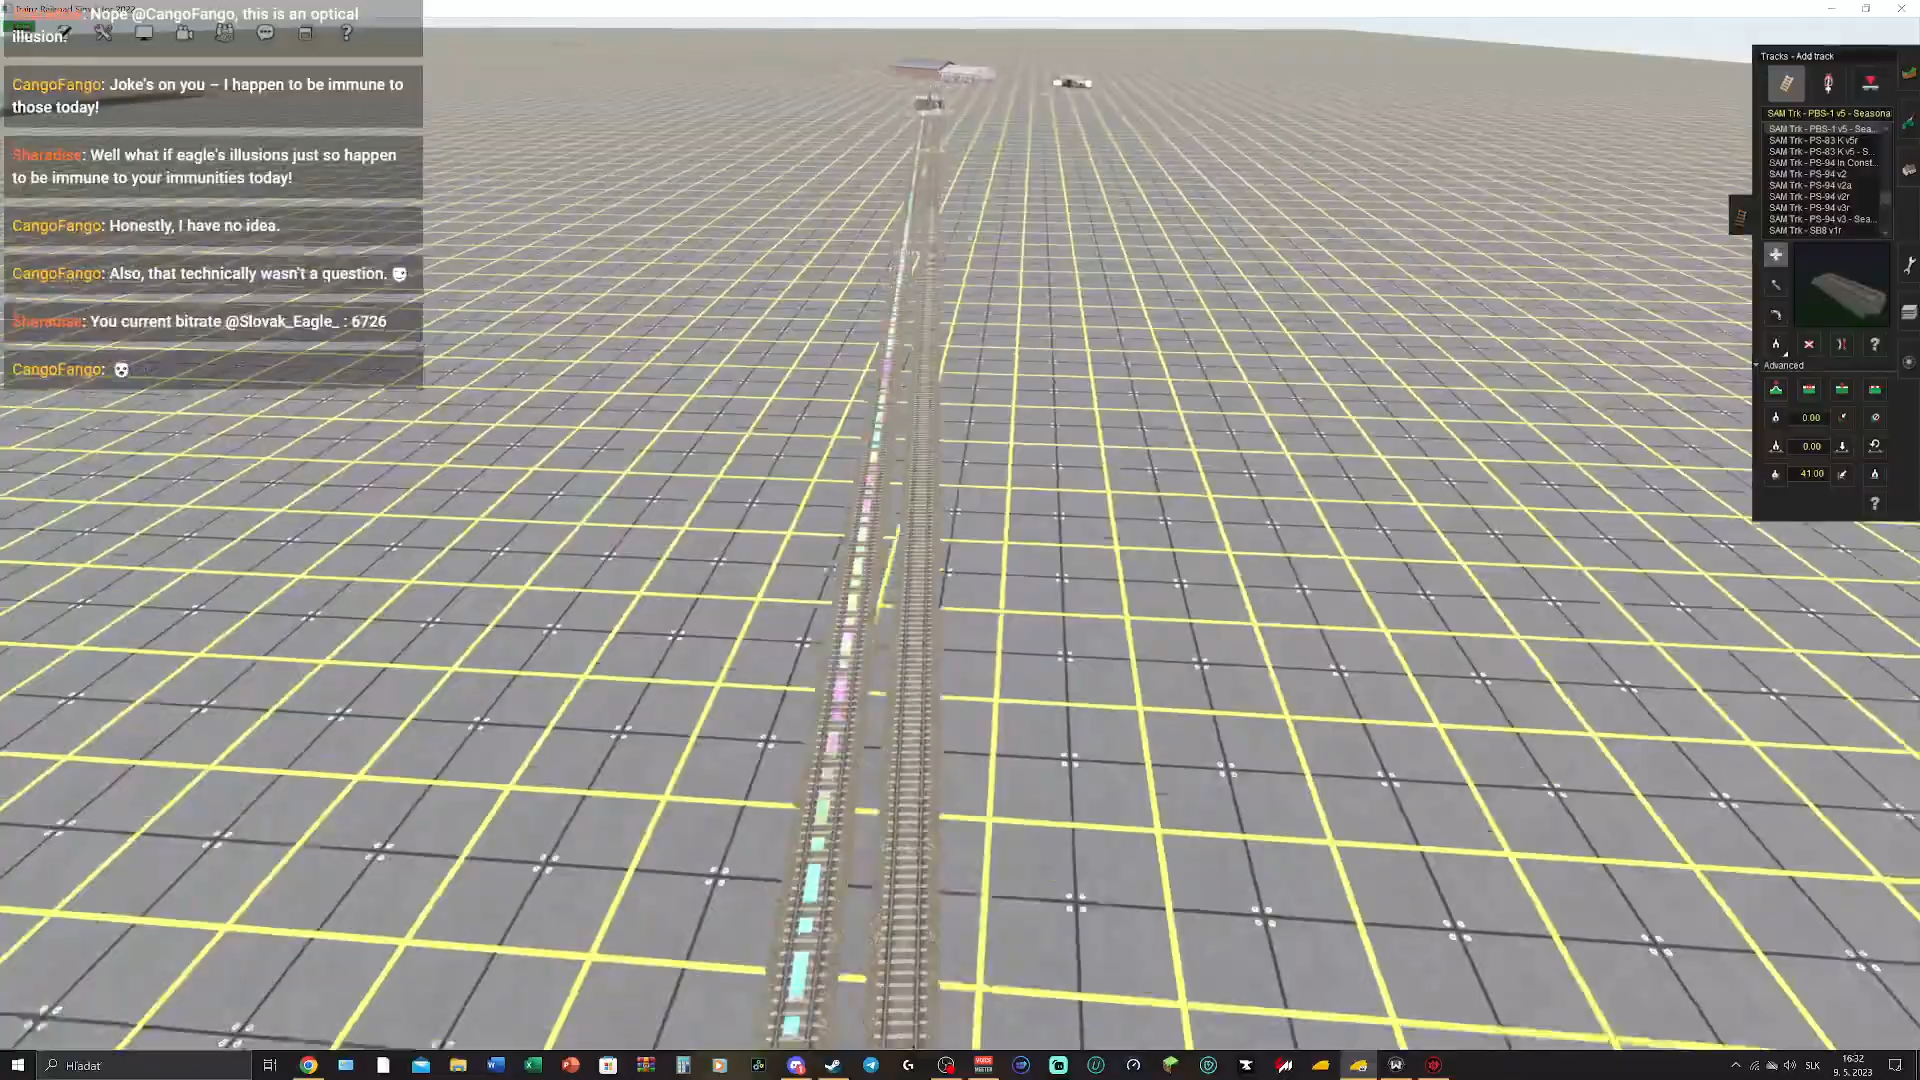 Nope @CangoFango, this is an optical
illusion.
CangoFango: Joke's on you – I happen to be immune to
those today!
Sharadise: Well what if eagle's illusions just so happen
to be immune to your immunities today!
CangoFango: Honestly, I have no idea.
CangoFango: Also, that technically wasn't a question.
Sharadise: You current bitrate @Slovak_Eagle_ : 6726
CangoFango:
Tracks - Add track
SAM Trk - PBS-1 v5 - Seasona
SAM Trk - PBS-1 v5 - Sea...
SAM Trk - PS-83 K v5r
SAM Trk - PS-83 K v5 - S...
SAM Trk - PS-94 In Const...
SAM Trk - PS-94 v2
SAM Trk - PS-94 v2a
SAM Trk - PS-94 v2r
SAM Trk - PS-94 v3r
SAM Trk - PS-94 v3 - Sea...
SAM Trk - SB8 v1r
Advanced
0.00
0.00
41.00
Hľadať
SLK
16:32
9. 5. 2023